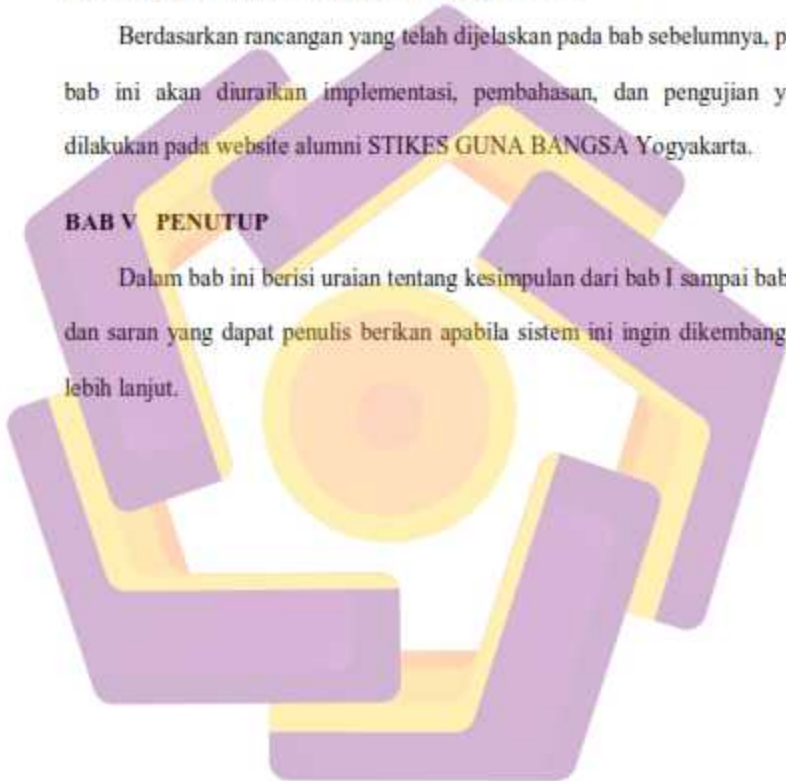 Berdasarkan rancangan yang telah dijelaskan pada bab sebelumnya, p
bab ini akan diuraikan implementasi, pembahasan, dan pengujian y
dilakukan pada website alumni STIKES GUNA BANGSA Yogyakarta.
BAB V PENUTUP
Dalam bab ini berisi uraian tentang kesimpulan dari bab I sampai bab
dan saran yang dapat penulis berikan apabila sistem ini ingin dikembang
lebih lanjut.